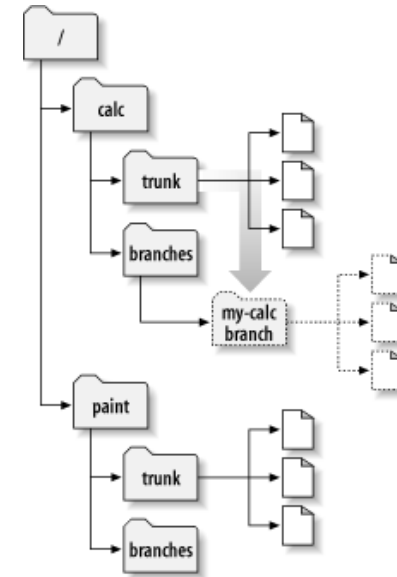 /
calc
trunk
branches
my-calc
branch
paint
trunk
branches